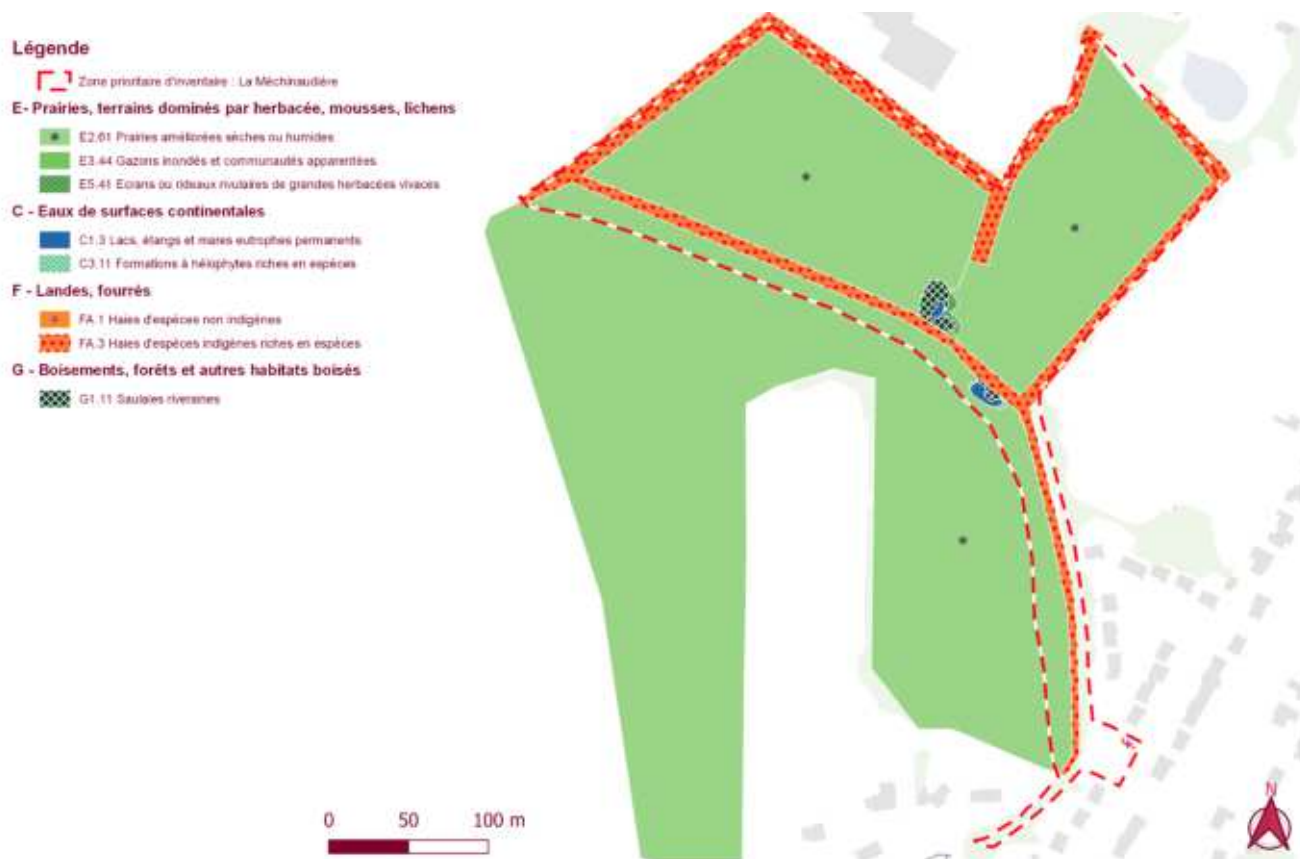 Légende
Zone prioritaire d'inventaire : La Méchinaudière
E- Prairies, terrains dominés par herbacée, mousses, lichens
E2.61 Prairies améliorées sèches ou humides
E3.44 Gazons inondés et communautés apparentées
E5.41 Ecrans ou rideaux rivulaires de grandes herbacées vivaces
C - Eaux de surfaces continentales
C1.3 Lacs, étangs et mares eutrophes permanents
C3.11 Formations à hélophytes riches en espèces
F - Landes, fourrés
FA.1 Haies d'espèces non indigènes
FA.3 Haies d'espèces indigènes riches en espèces
G - Boisements, forêts et autres habitats boisés
G1.11 Saulaies riveraines
0 50 100 m
N